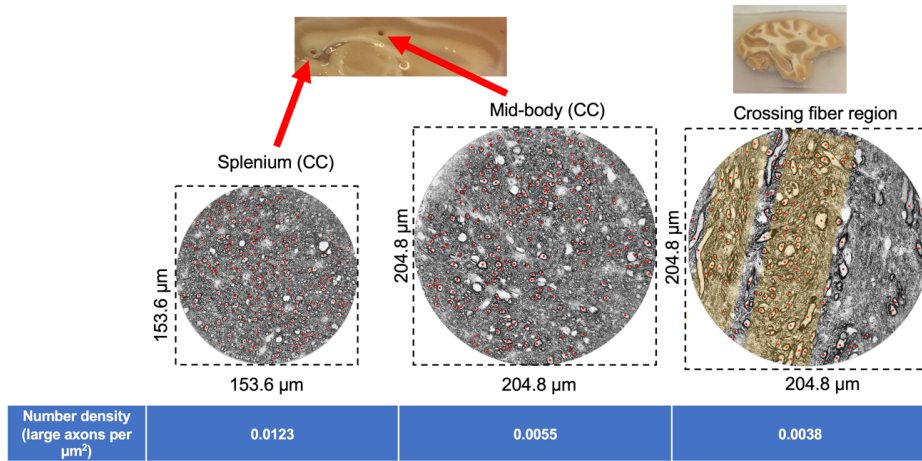 Splenium (CC)
Mid-body (CC)
Crossing fiber region
153.6 µm
204.8 µm
204.8 µm
153.6 µm
204.8 µm
204.8 µm
Number density
(large axons per
µm²)
0.0123
0.0055
0.0038